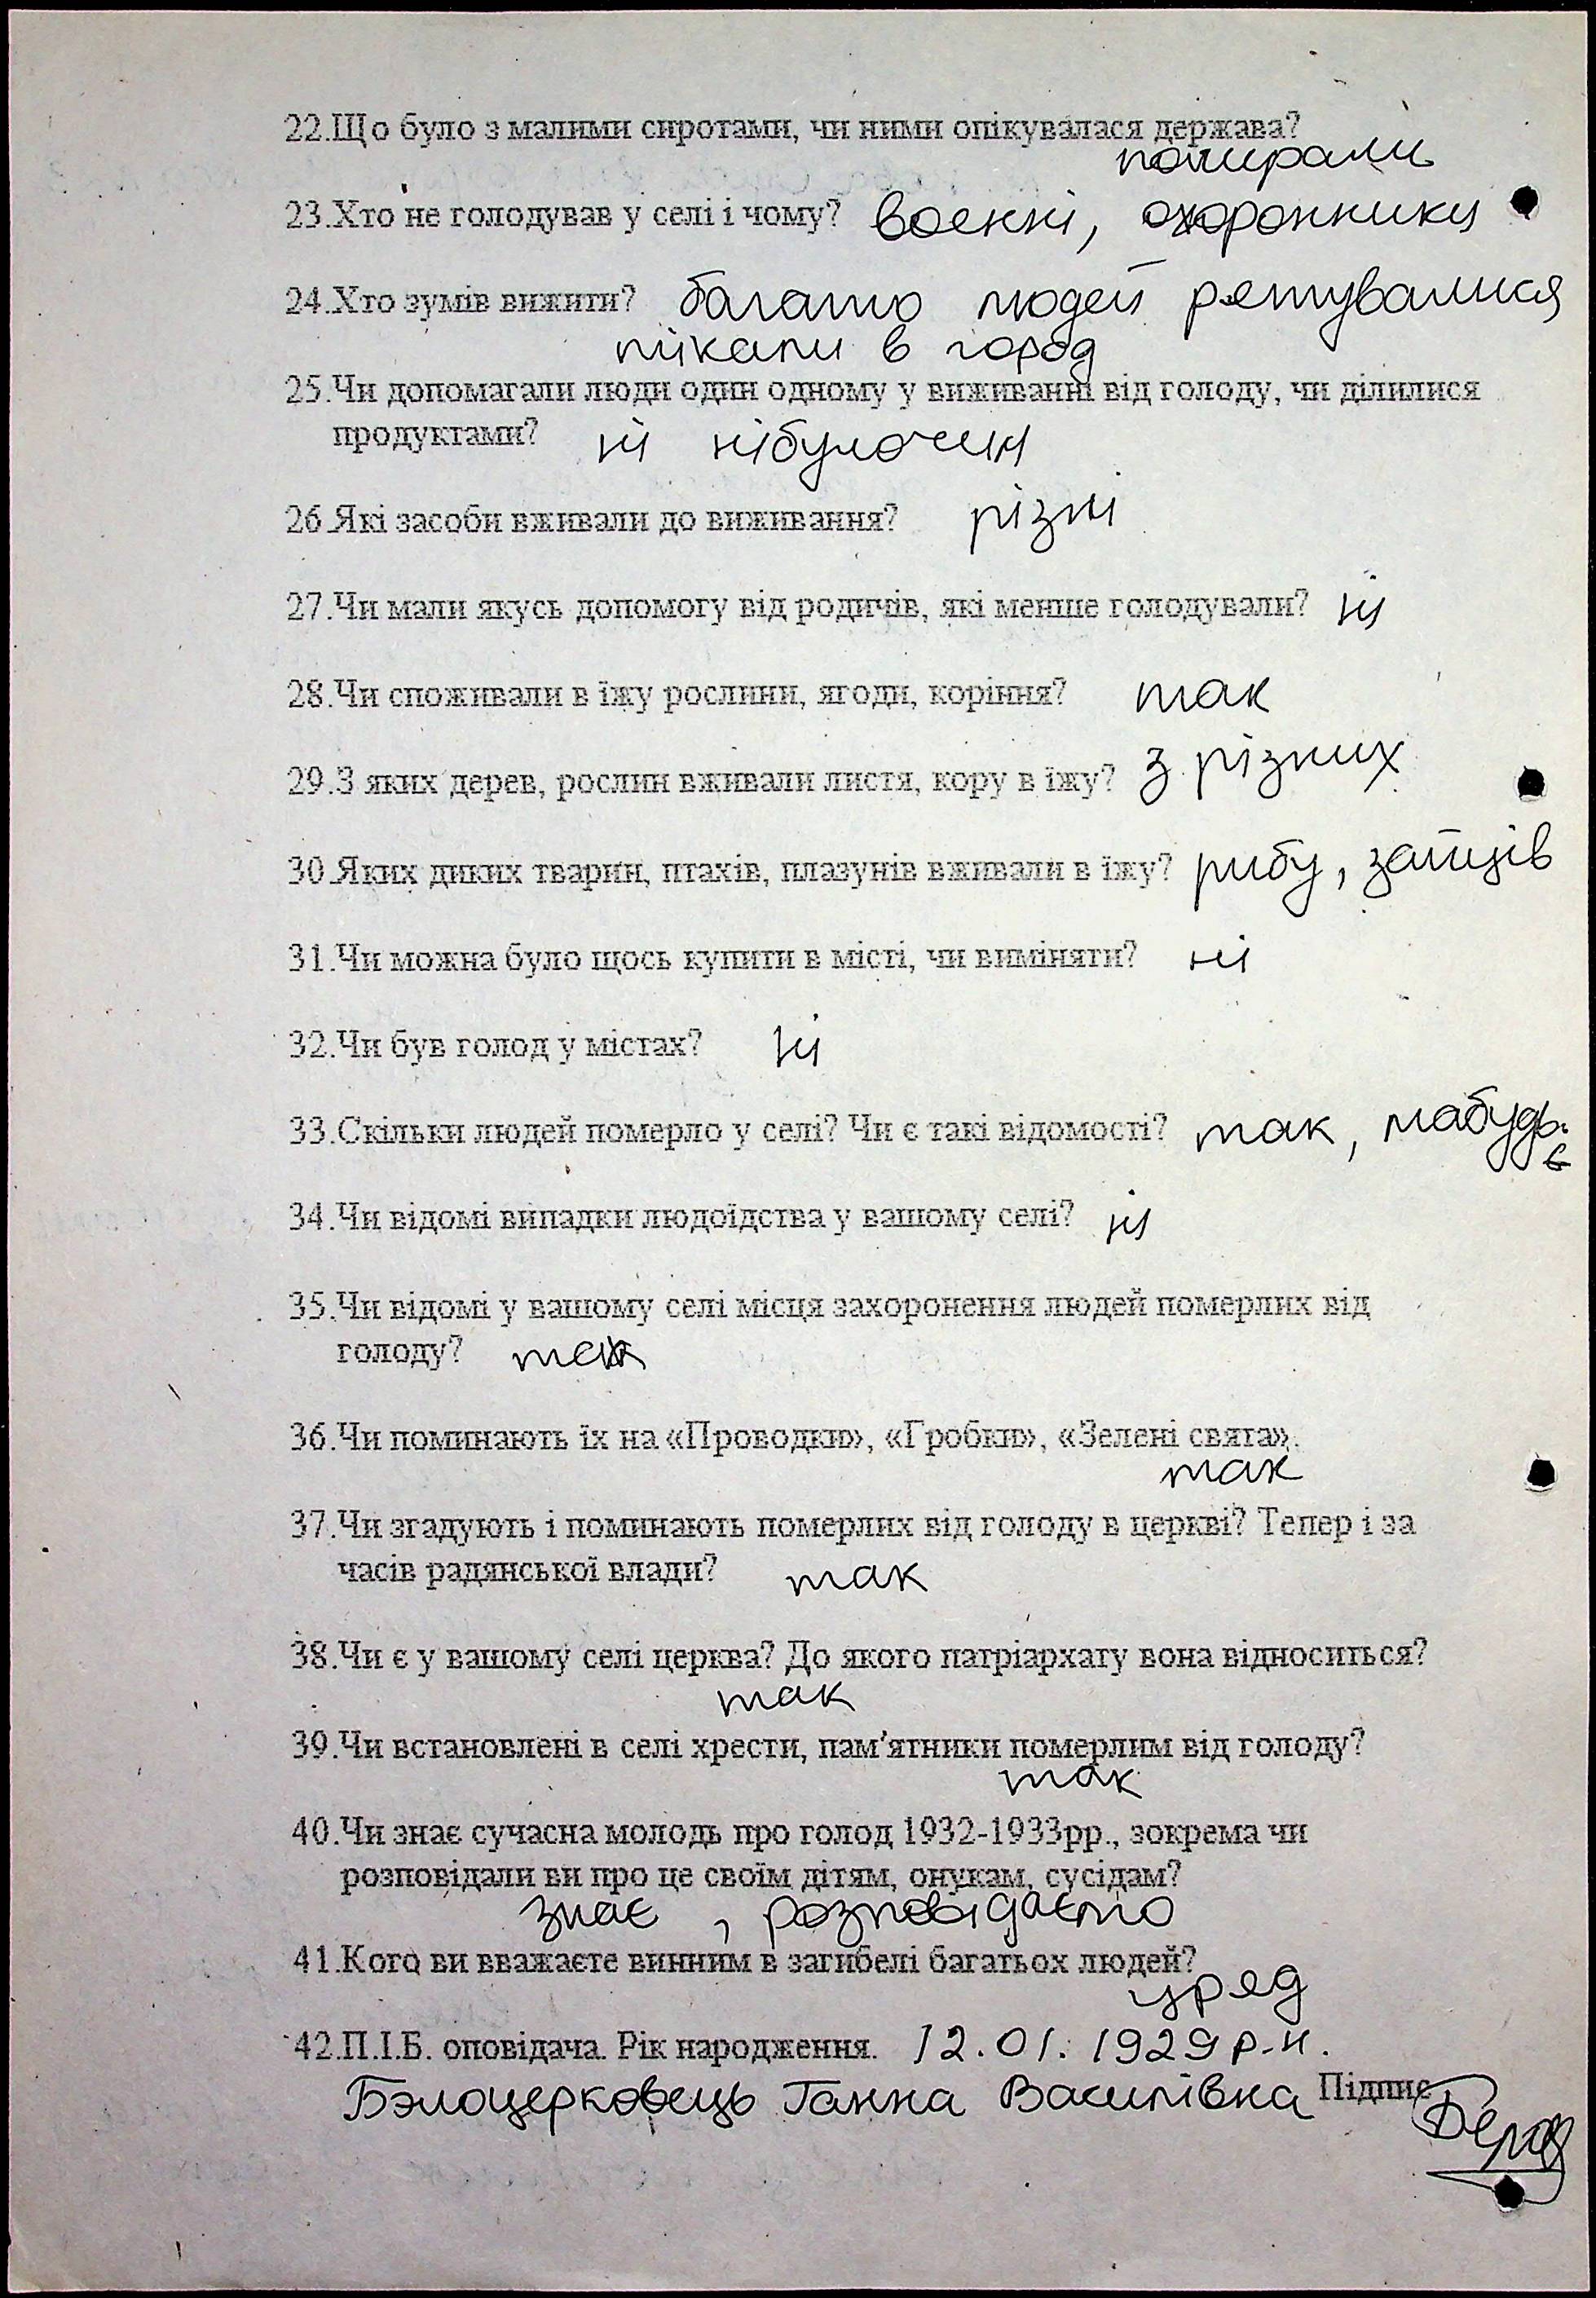 22.Що було з малими сиротами, чи ними опікувалася держава?
помирали
23.Хто не голодував у селі і чому? воєнні, охоронники
24.Хто зумів вижити? багато людей рятувалися
тікали в город
25.Чи допомагали люди один одному у виживанні від голоду, чи ділилися
продуктами? ні нібулочим
26.Які засоби вживали до виживання? різні
27.Чи мали якусь допомогу від родичів, які менше голодували? ні
28.Чи споживали в їжу рослини, ягоди, коріння? так
29.З яких дерев, рослин вживали листя, кору в їжу? з різних
30.Яких диких тварин, птахів, плазунів вживали в їжу? рибу, зайців
31.Чи можна було щось купити в місті, чи виміняти? ні
32.Чи був голод у містах? ні
33.Скільки людей померло у селі? Чи є такі відомості? так, мабудь
є
34.Чи відомі випадки людоїдства у вашому селі? ні
35.Чи відомі у вашому селі місця захоронення людей померлих від
голоду? так
36.Чи поминають їх на «Проводки», «Гробки», «Зелені свята».
так
37.Чи згадують і поминають померлих від голоду в церкві? Тепер і за
часів радянської влади? так
38.Чи є у вашому селі церква? До якого патріархату вона відноситься?
так
39.Чи встановлені в селі хрести, пам'ятники померлим від голоду?
так
40.Чи знає сучасна молодь про голод 1932-1933рр., зокрема чи
розповідали ви про це своїм дітям, онукам, сусідам?
знає, розповідаємо
41.Кого ви вважаєте винним в загибелі багатьох людей?
уряд
42.П.І.Б. оповідача. Рік народження. 12.01.1929 р.н.
Бэлоцерковець Ганна Василівна Підпис